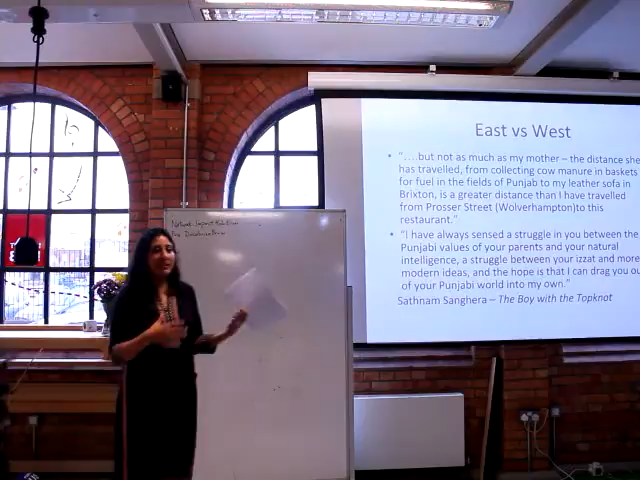 East vs West
• "....but not as much as my mother – the distance she
has travelled, from collecting cow manure in baskets
for fuel in the fields of Punjab to my leather sofa in
Brixton, is a greater distance than I have travelled
from Prosser Street (Wolverhampton)to this
restaurant."
• "I have always sensed a struggle in you between the
Punjabi values of your parents and your natural
intelligence, a struggle between your izzat and more
modern ideas, and the hope is that I can drag you ou
of your Punjabi world into my own."
Sathnam Sanghera – The Boy with the Topknot